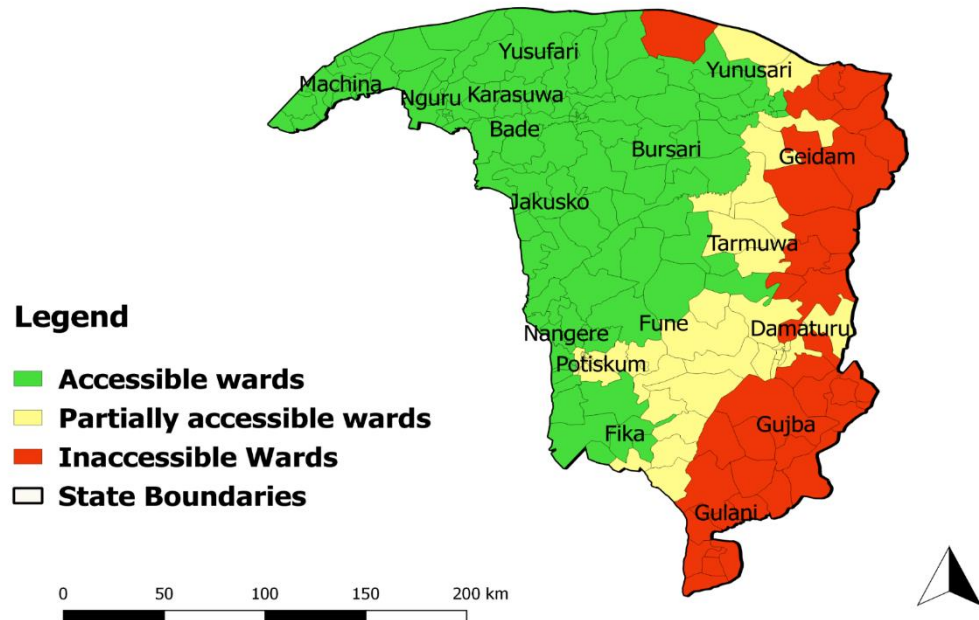 Yusufari
Machina
Yunusari
Nguru Karasuwa
Bade
Bursari
Geidam
Jakusko
Tarmuwa
Legend
Nangere
Fune
Damaturu
Potiskum
Accessible wards
Partially accessible wards
Fika
Gujba
Inaccessible Wards
State Boundaries
Gulani
0 50 100 150 200 km